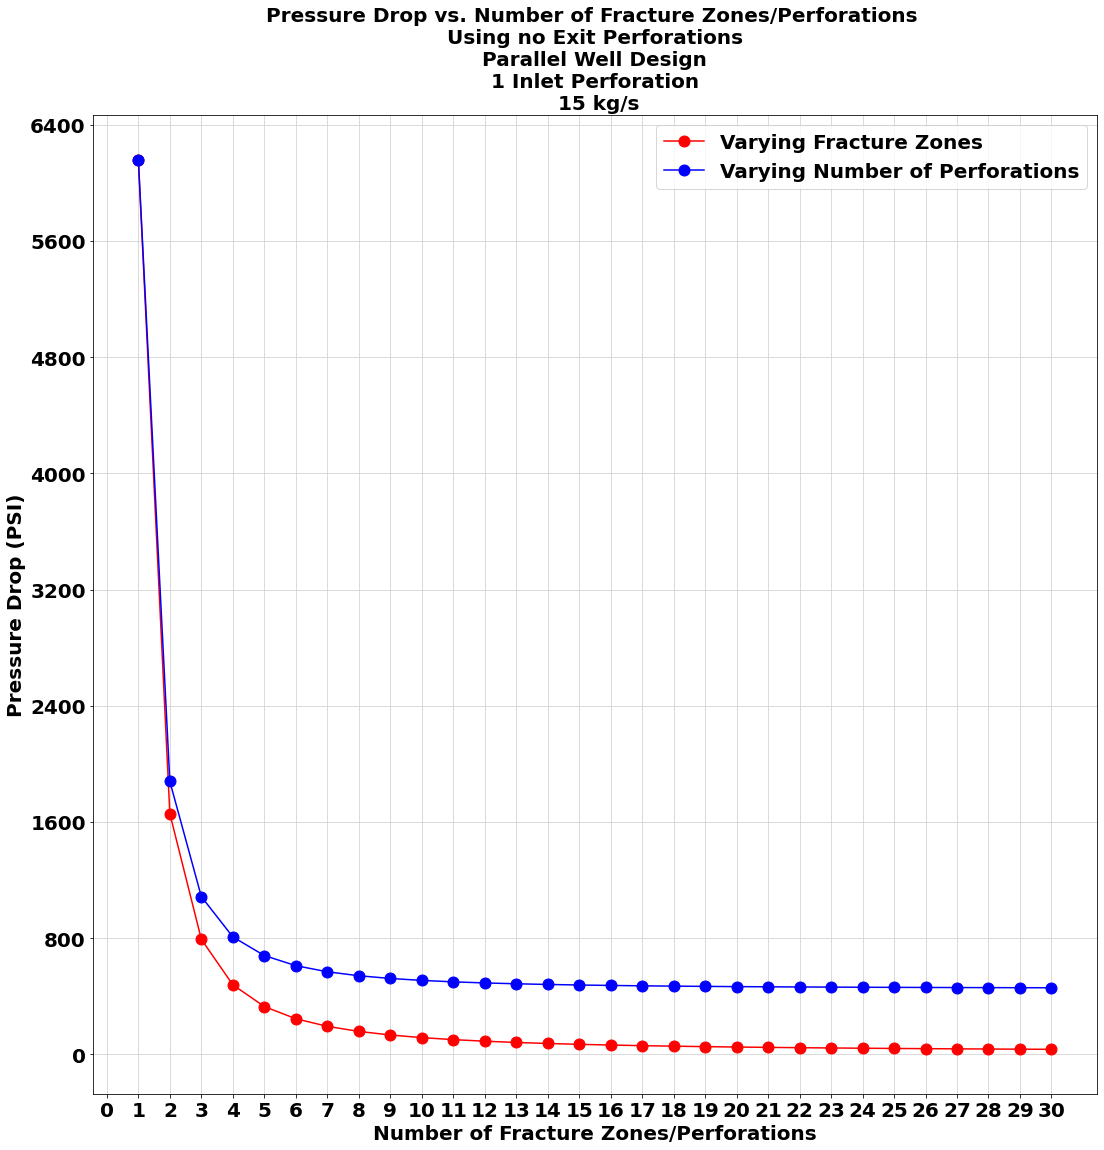 Pressure Drop vs. Number of Fracture Zones/Perforations
Using no Exit Perforations
Parallel Well Design
1 Inlet Perforation
15 kg/s
Varying Fracture Zones
Varying Number of Perforations
Pressure Drop (PSI)
6400
5600
4800
4000
3200
2400
1600
800
0
0 1 2 3 4 5 6 7 8 9 10 11 12 13 14 15 16 17 18 19 20 21 22 23 24 25 26 27 28 29 30
Number of Fracture Zones/Perforations